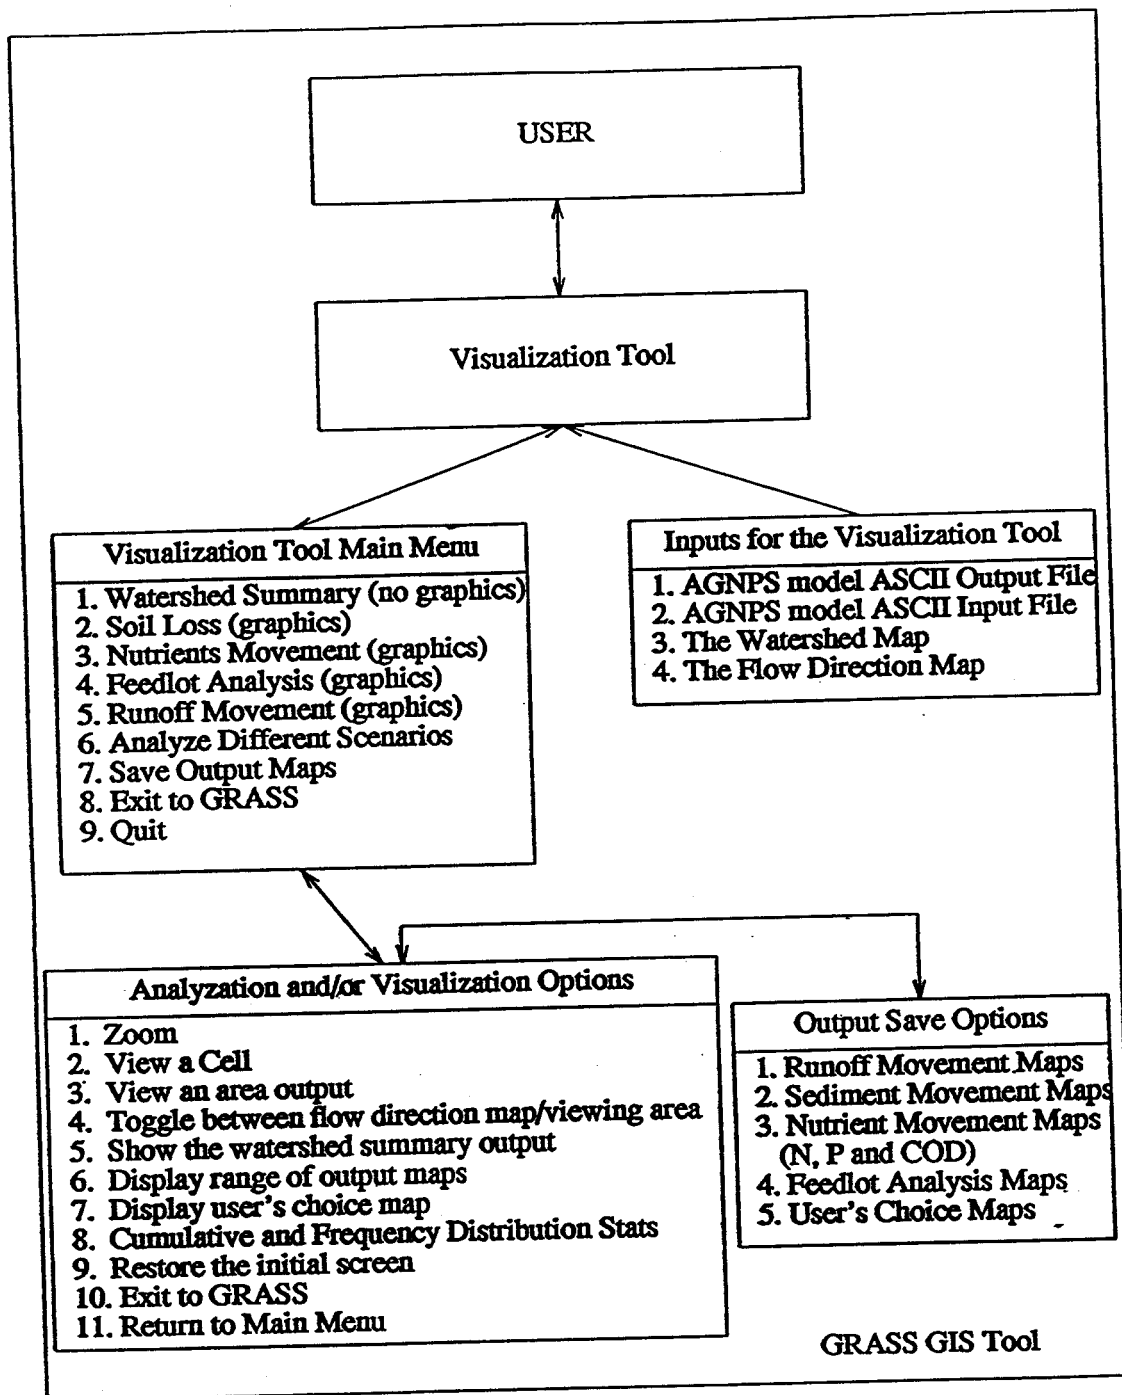 USER
Visualization Tool
Visualization Tool Main Menu
1. Watershed Summary (no graphics)
2. Soil Loss (graphics)
3. Nutrients Movement (graphics)
4. Feedlot Analysis (graphics)
5. Runoff Movement (graphics)
6. Analyze Different Scenarios
7. Save Output Maps
8. Exit to GRASS
9. Quit
Inputs for the Visualization Tool
1. AGNPS model ASCII Output File
2. AGNPS model ASCII Input File
3. The Watershed Map
4. The Flow Direction Map
Analyzation and/or Visualization Options
1. Zoom
2. View a Cell
3. View an area output
4. Toggle between flow direction map/viewing area
5. Show the watershed summary output
6. Display range of output maps
7. Display user's choice map
8. Cumulative and Frequency Distribution Stats
9. Restore the initial screen
10. Exit to GRASS
11. Return to Main Menu
Output Save Options
1. Runoff Movement Maps
2. Sediment Movement Maps
3. Nutrient Movement Maps
(N, P and COD)
4. Feedlot Analysis Maps
5. User's Choice Maps
GRASS GIS Tool